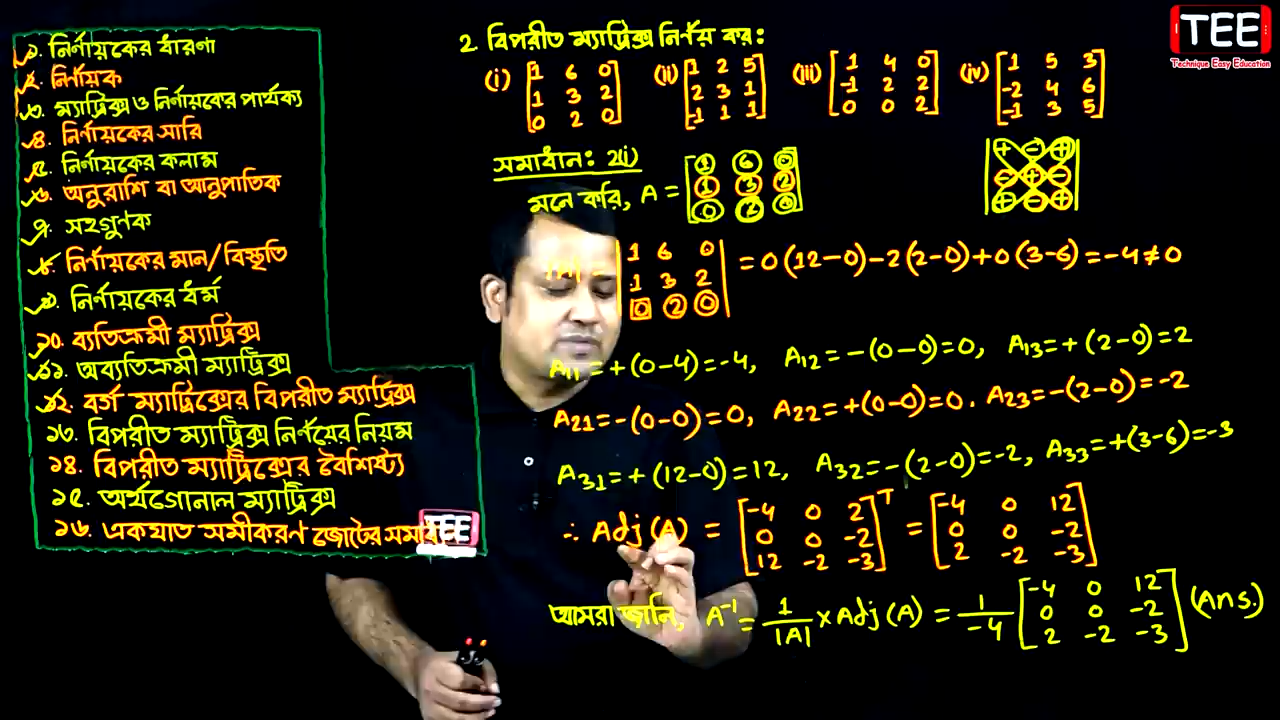 ১. নির্ণায়কের ধারণা
২. নির্ণায়ক
৩. ম্যাট্রিক্স ও নির্ণায়কের পার্থক্য
৪. নির্ণায়কের সারি
৫. নির্ণায়কের কলাম
৬. অনুরাশি বা আনুপাতিক
৭. সহগুণক
৮. নির্ণায়কের মান/বিস্তৃতি
৯. নির্ণায়কের ধর্ম
১০. ব্যতিক্রমী ম্যাট্রিক্স
১১. অব্যতিক্রমী ম্যাট্রিক্স
১২. বর্গ ম্যাট্রিক্সের বিপরীত ম্যাট্রিক্স
১৩. বিপরীত ম্যাট্রিক্স নির্ণয়ের নিয়ম
১৪. বিপরীত ম্যাট্রিক্সের বৈশিষ্ট্য
১৫. অর্থগোনাল ম্যাট্রিক্স
১৬. একঘাত সমীকরণ জোটের
TEE
2. বিপরীত ম্যাট্রিক্স নির্ণয় কর:
(i) [1 6 0 (ii) [1 2 5 (iii) [1 4 0 (iv) [1 5 3
1 3 2 2 3 1 -1 2 2 -2 4 6
0 2 0] -1 1 1] 0 0 2] -1 3 5]
সমাধান: 2(i)
মনে করি, A = [1 6 0
1 3 2
0 2 0]
|+ - +
- + -
+ - +|
|A| = |1 6 0
1 3 2
0 2 0| = 0(12-0)-2(2-0)+0(3-6)=-4≠0
A11=+(0-4)=-4, A12=-(0-0)=0, A13=+(2-0)=2
A21=-(0-0)=0, A22=+(0-0)=0. A23=-(2-0)=-2
A31=+(12-0)=12, A32=-(2-0)=-2, A33=+(3-6)=-3
∴ Adj(A) = [-4 0 2 = [-4 0 12
0 0 -2 0 0 -2
12 -2 -3]T 2 -2 -3]
আমরা জানি, A-1 = 1/|A| × Adj(A) = 1/-4 [-4 0 12
0 0 -2
2 -2 -3] (Ans.)
TEE
Technique Easy Education